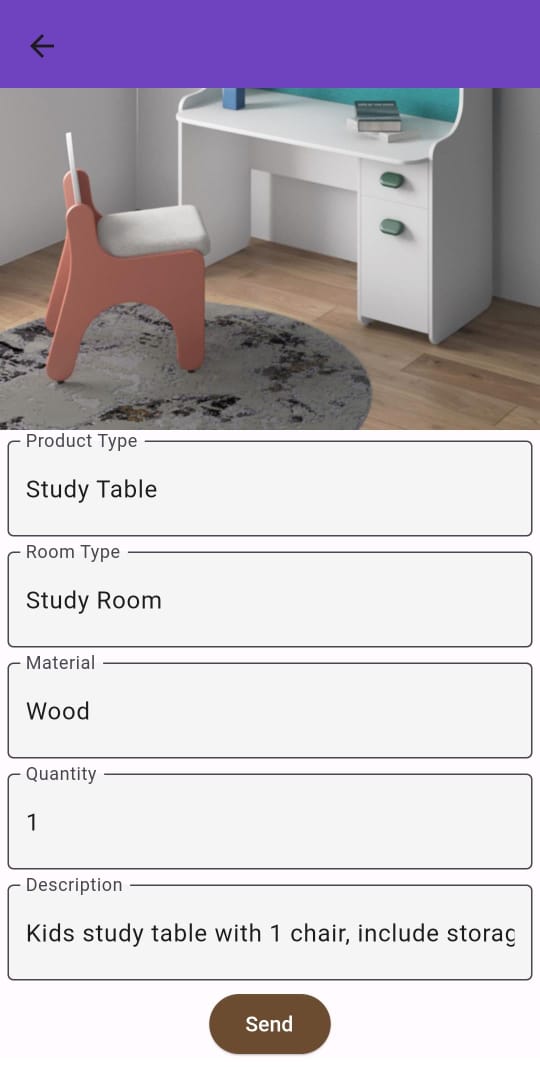 Product Type
Study Table
Room Type
Study Room
Material
Wood
Quantity
1
Description
Kids study table with 1 chair, include storag
Send